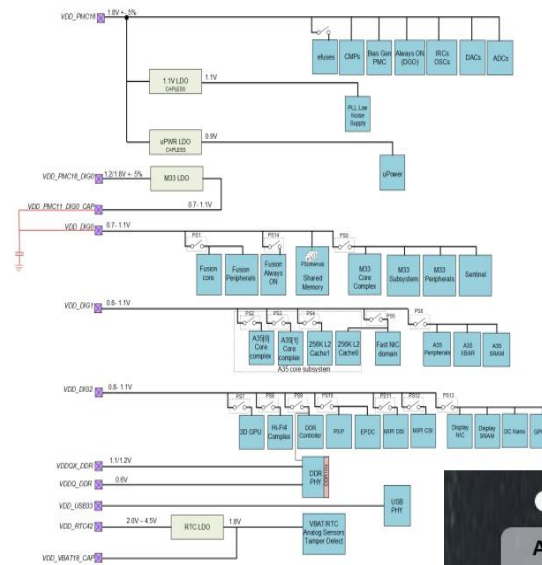 VDD_PMC18 1.8V +- 5%
efuses CMPs Bias Gen PMC Always ON (DGO) IRCs OSCs DACs ADCs
1.1V LDO CAPLESS 1.1V
PLL Low Noise Supply
uPWR LDO CAPLESS 0.9V
uPower
VDD_PMC18_DIG0 1.2/1.8V +- 5% M33 LDO
VDD_PMC11_DIG0_CAP 0.7- 1.1V
VDD_DIG0 0.7- 1.1V
PS1 PS14 PS0
Fusion core Fusion Peripherals Fusion Always ON Shared Memory M33 Core Complex M33 Subsystem M33 Peripherals Sentinel
VDD_DIG1 0.8- 1.1V
PS2 PS3 PS4 PS5 PS6
A35[0] Core complex A35[1] Core complex 256K L2 Cache1 256K L2 Cache0 Fast NIC domain A35 Peripherals A35 XBAR A35 SRAM
A35 core subsystem
VDD_DIG2 0.8- 1.1V
PS7 PS8 PS9 PS10 PS11 PS12 PS13
3D GPU Hi-Fi4 Complex DDR Controller PXP EPDC MIPI DSI MIPI CSI Display NIC Display SRAM DC Nano
VDDQX_DDR 1.1/1.2V
VDDQ_DDR 0.6V
DDR PHY
VDD_USB33
USB PHY
VDD_RTC42 2.0V – 4.5V RTC LDO 1.8V
VBAT/RTC Analog Sensors Tamper Detect
VDD_VBAT18_CAP
A